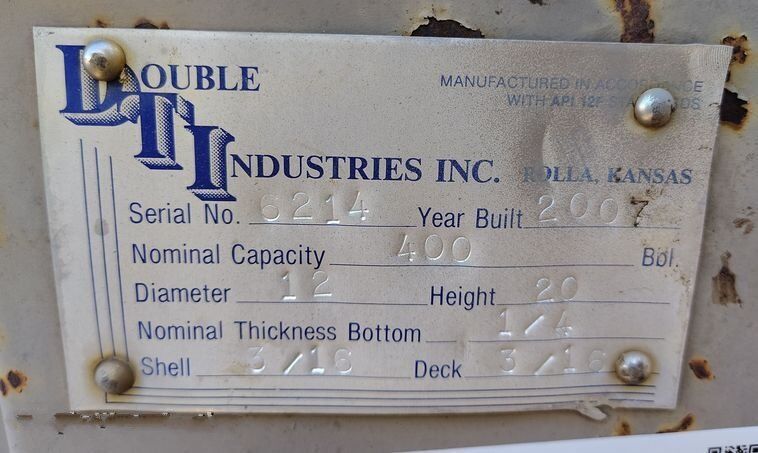 DOUBLE
MANUFACTURED IN ACCORDANCE
WITH API 12F STANDARDS
T INDUSTRIES INC. ROLLA, KANSAS
Serial No. 6214 Year Built 2007
Nominal Capacity 400 Bbl.
Diameter 12 Height 20
Nominal Thickness Bottom 1/4
Shell 3/16 Deck 3/16